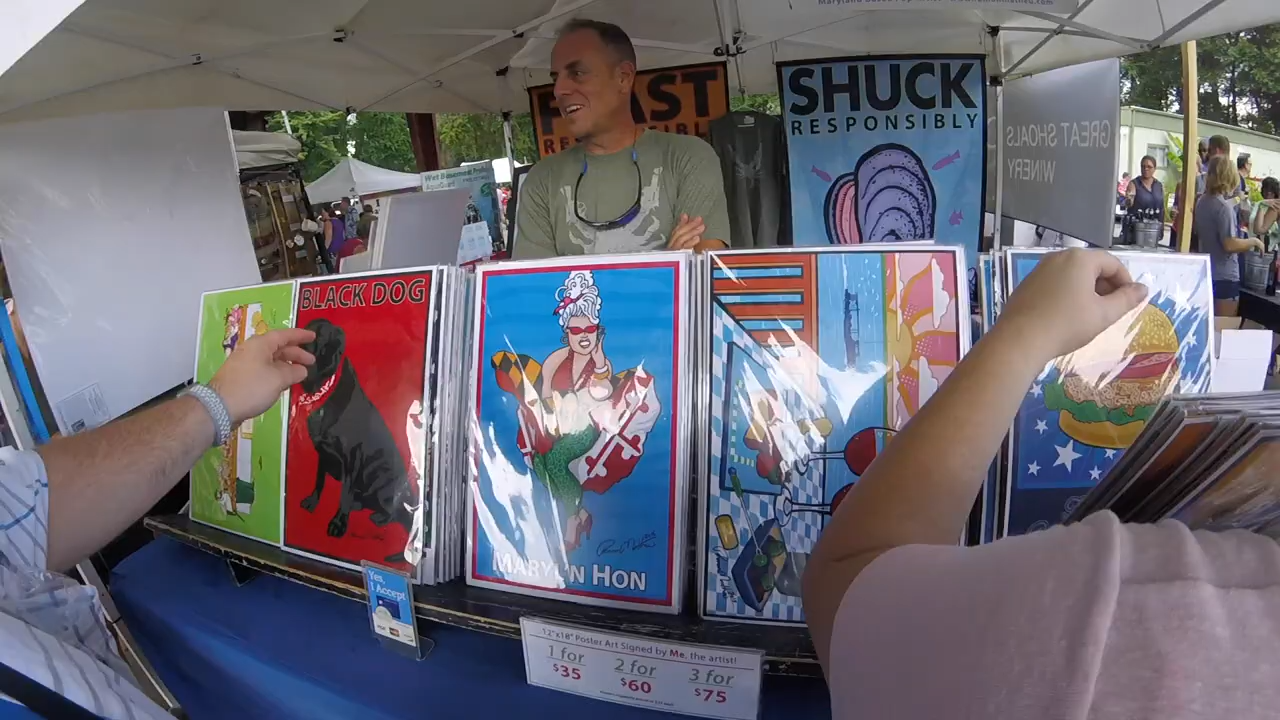 FEAST
SHUCK
RESPONSIBLY
GREAT SHOALS
WINERY
BLACK DOG
MARYL'N HON
Yes,
I Accept
12"x18" Poster Art Signed by Me, the artist!
1 for
$35
2 for
$60
3 for
$75